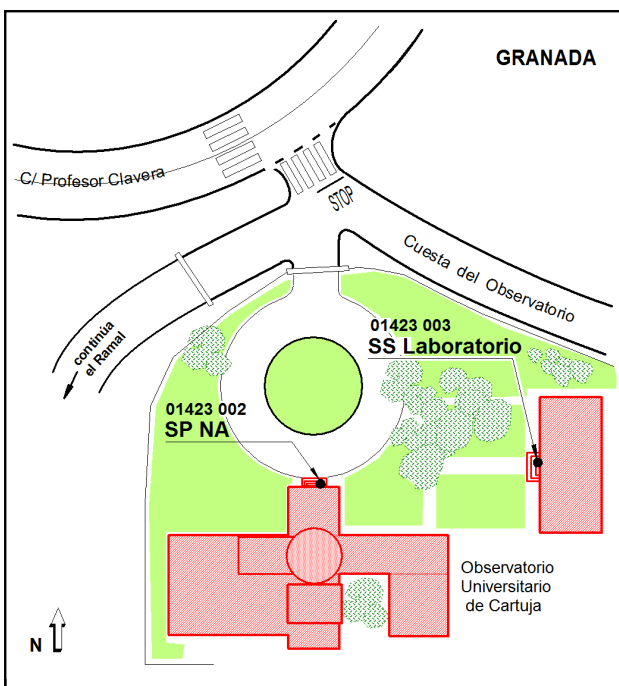 GRANADA
C/ Profesor Clavera
STOP
Cuesta del Observatorio
continúa
el Ramal
01423 003
SS Laboratorio
01423 002
SP NA
Observatorio
Universitario
de Cartuja
N